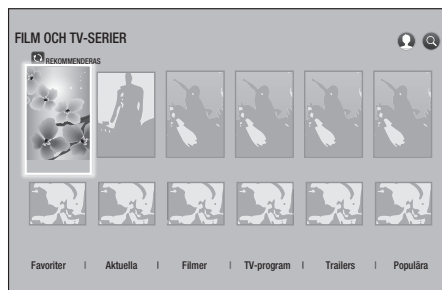 FILM OCH TV-SERIER
REKOMMENDERAS
Favoriter | Aktuella | Filmer | TV-program | Trailers | Populära